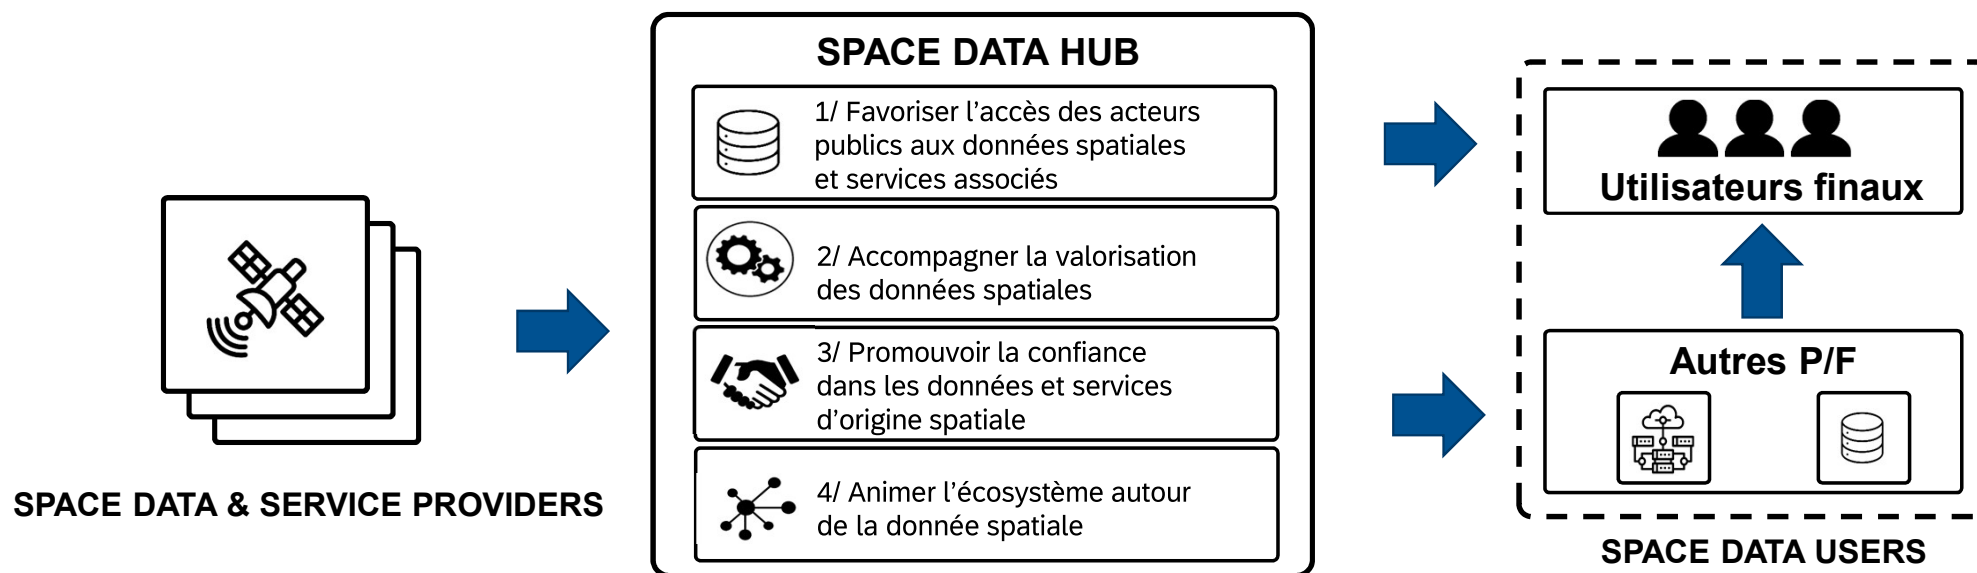 SPACE DATA & SERVICE PROVIDERS
SPACE DATA HUB
1/ Favoriser l’accès des acteurs
publics aux données spatiales
et services associés
2/ Accompagner la valorisation
des données spatiales
3/ Promouvoir la confiance
dans les données et services
d’origine spatiale
4/ Animer l’écosystème autour
de la donnée spatiale
Utilisateurs finaux
Autres P/F
SPACE DATA USERS